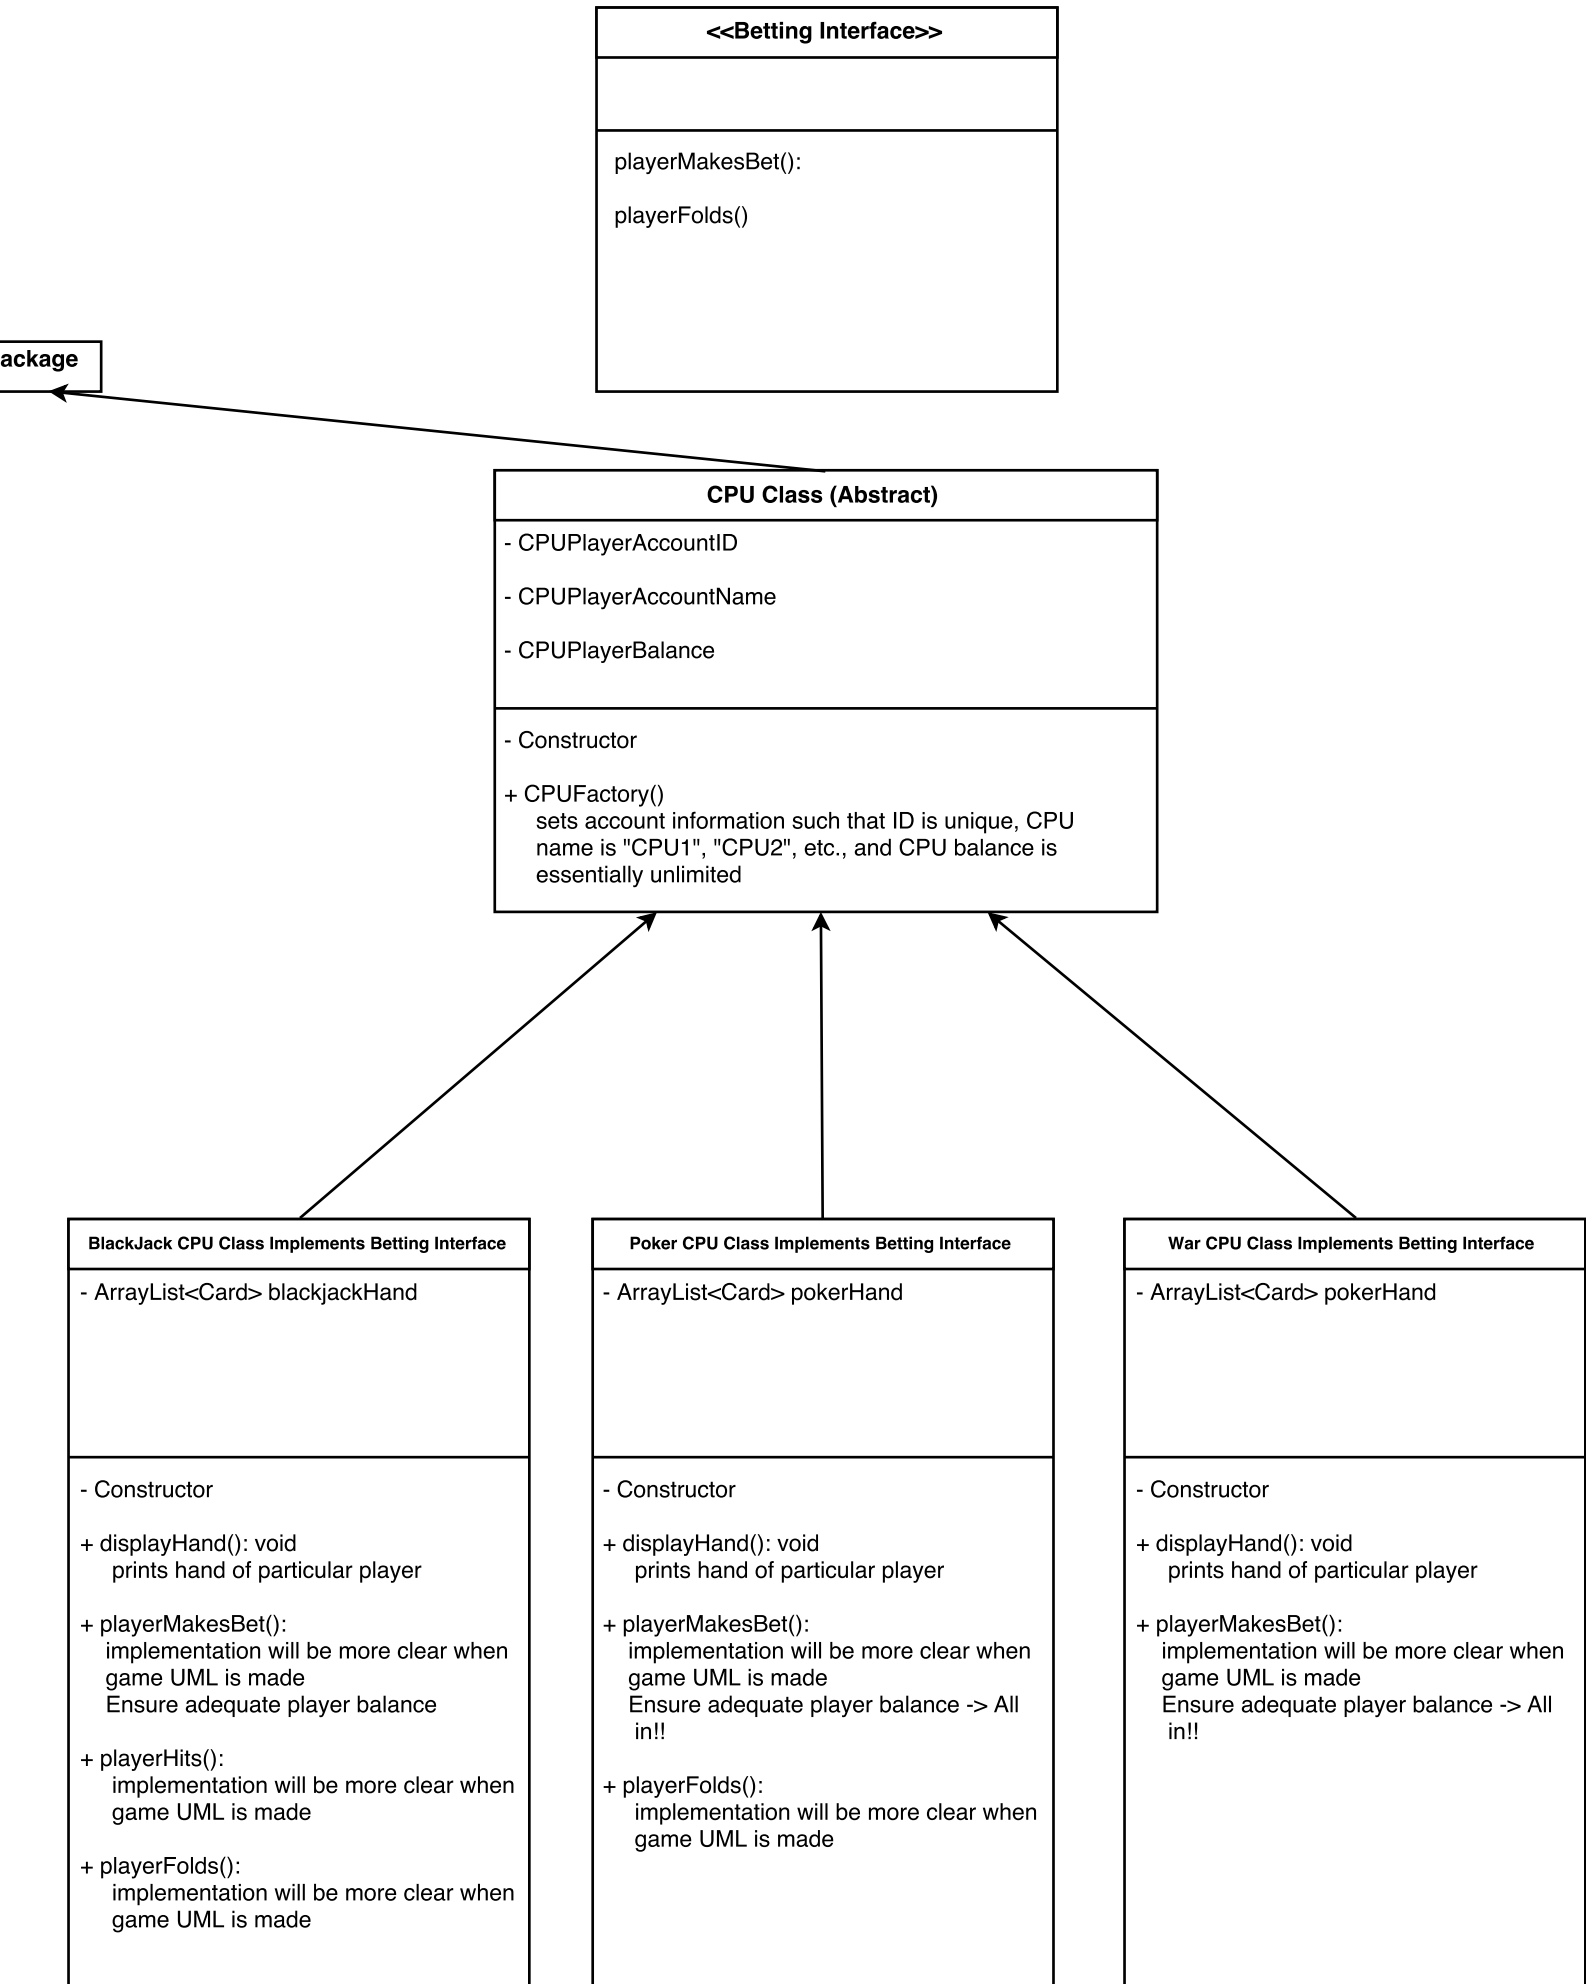 <<Betting Interface>>
playerMakesBet():
playerFolds()
ackage
CPU Class (Abstract)
- CPUPlayerAccountID
- CPUPlayerAccountName
- CPUPlayerBalance
- Constructor
+ CPUFactory()
sets account information such that ID is unique, CPU
name is "CPU1", "CPU2", etc., and CPU balance is
essentially unlimited
BlackJack CPU Class Implements Betting Interface
- ArrayList<Card> blackjackHand
- Constructor
+ displayHand(): void
prints hand of particular player
+ playerMakesBet():
implementation will be more clear when
game UML is made
Ensure adequate player balance
+ playerHits():
implementation will be more clear when
game UML is made
+ playerFolds():
implementation will be more clear when
game UML is made
Poker CPU Class Implements Betting Interface
- ArrayList<Card> pokerHand
- Constructor
+ displayHand(): void
prints hand of particular player
+ playerMakesBet():
implementation will be more clear when
game UML is made
Ensure adequate player balance -> All
in!!
+ playerFolds():
implementation will be more clear when
game UML is made
War CPU Class Implements Betting Interface
- ArrayList<Card> pokerHand
- Constructor
+ displayHand(): void
prints hand of particular player
+ playerMakesBet():
implementation will be more clear when
game UML is made
Ensure adequate player balance -> All
in!!